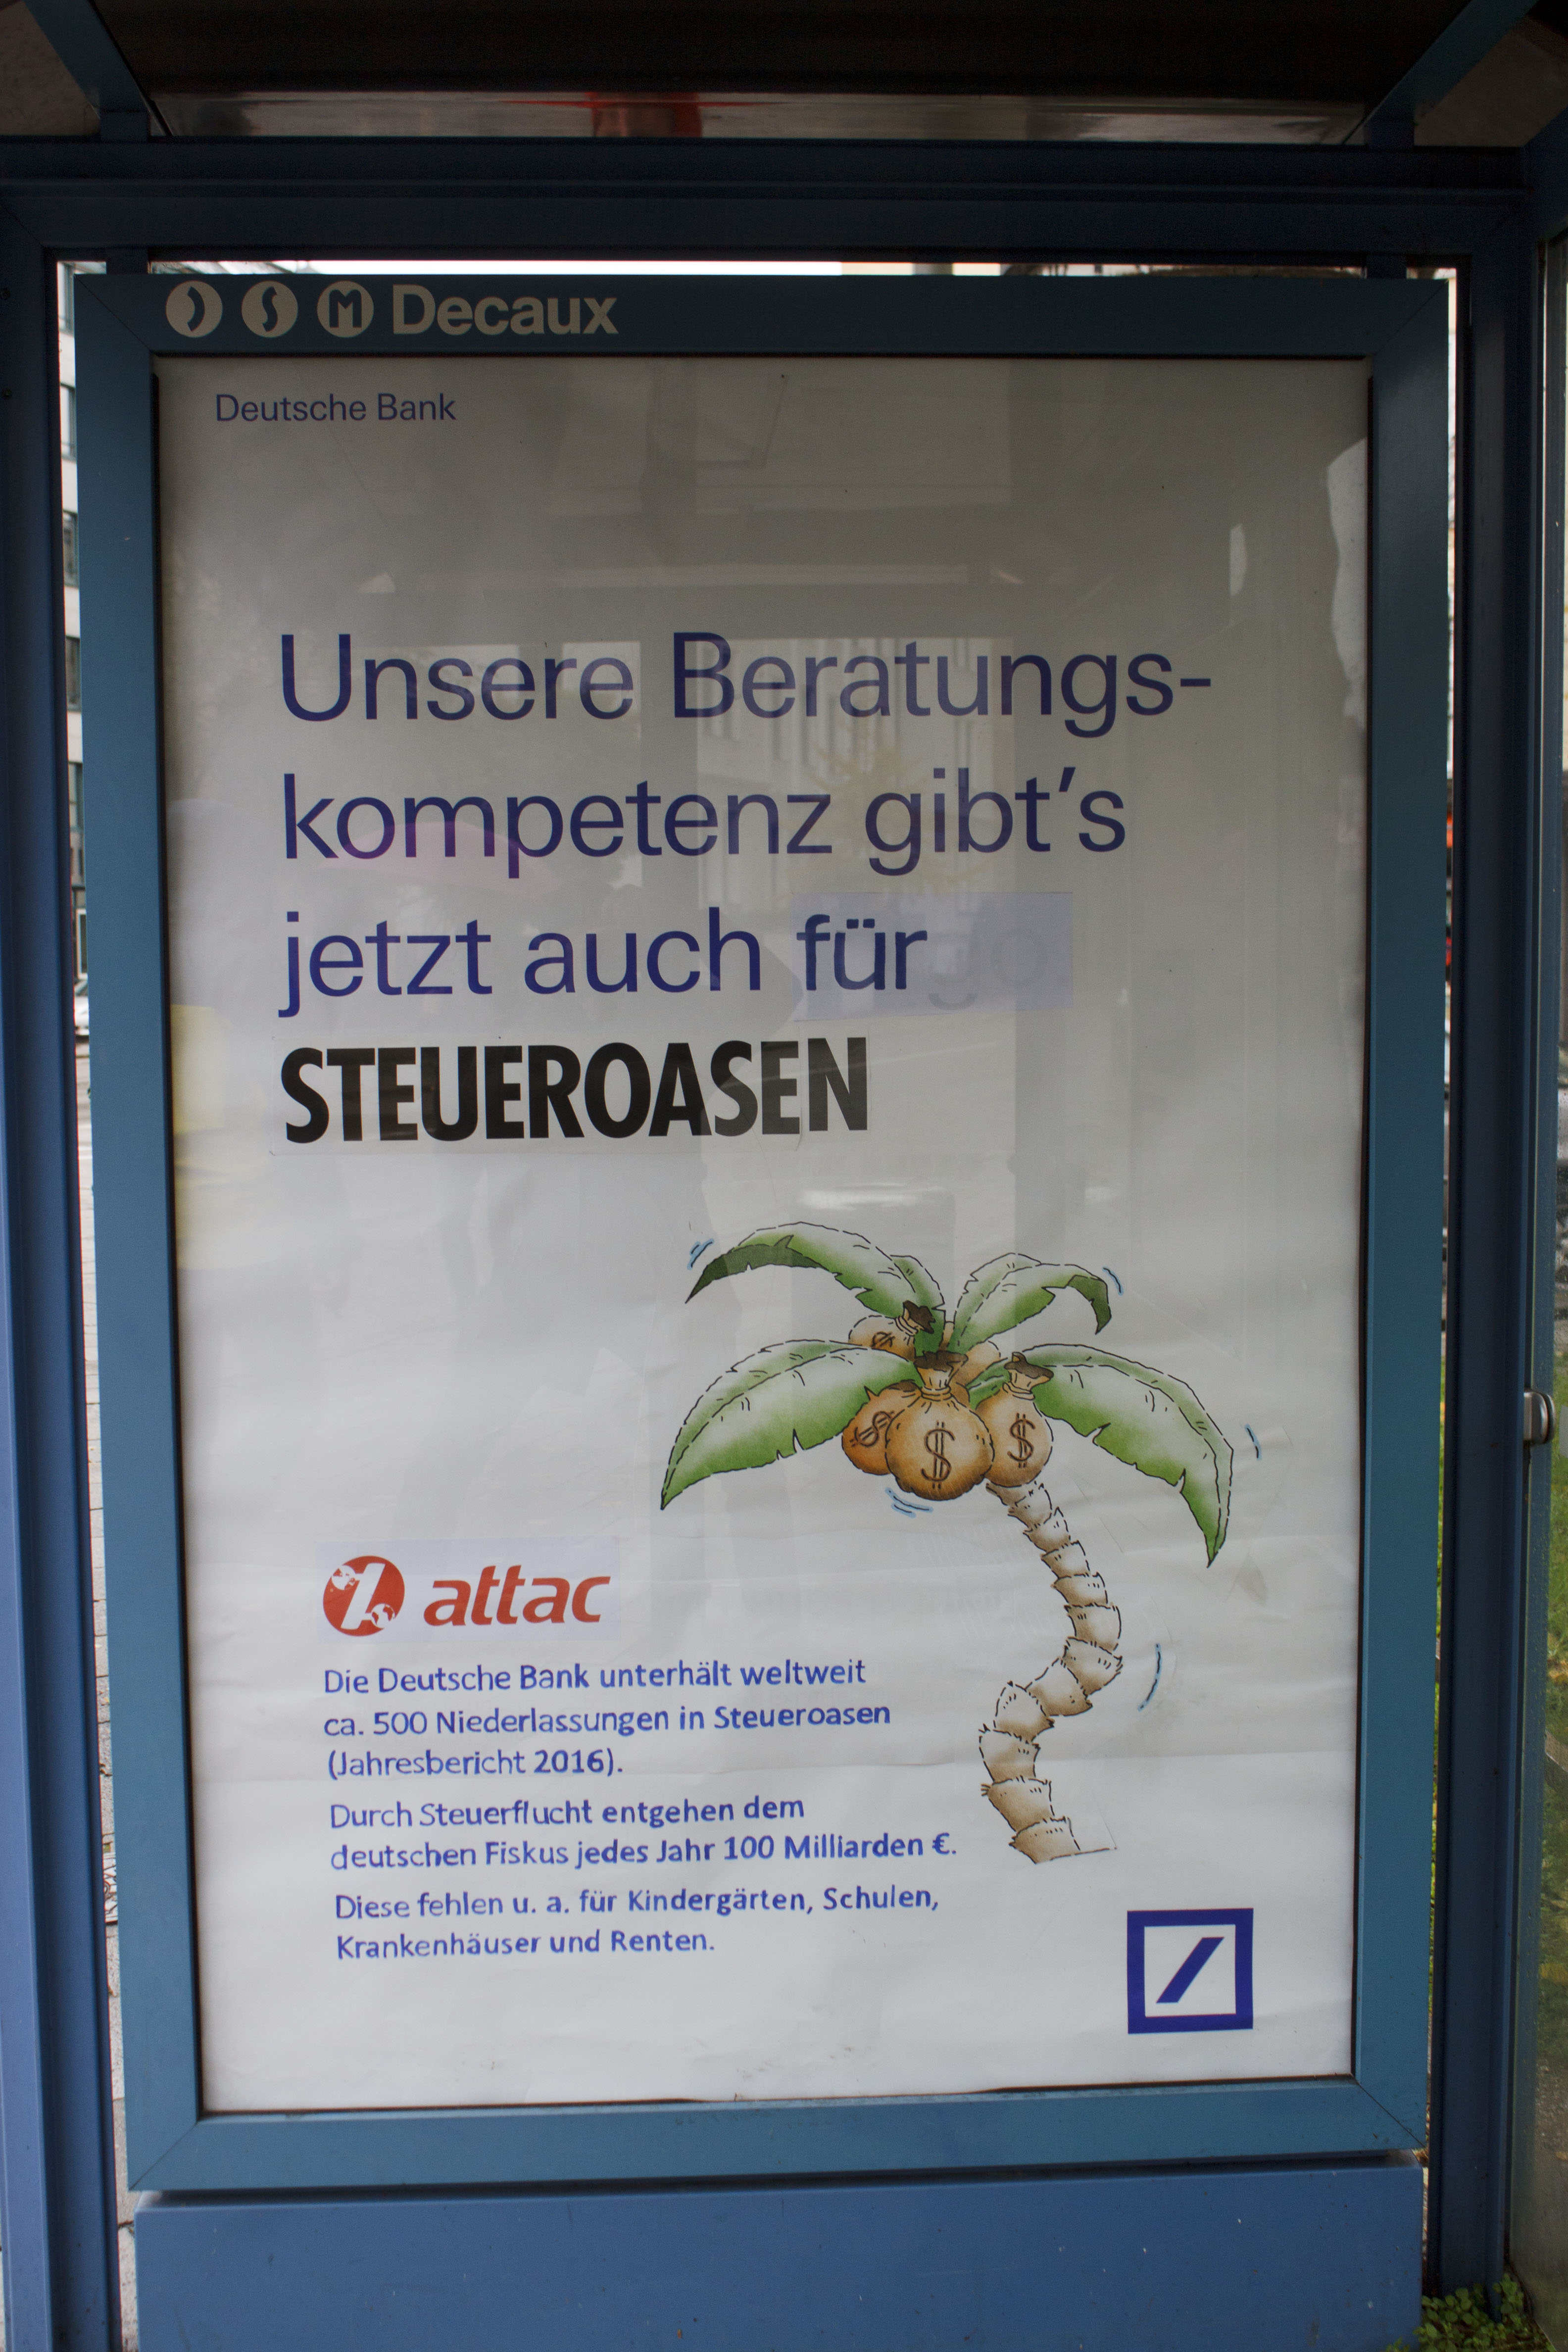 JCDecaux
Deutsche Bank
Unsere Beratungs-
kompetenz gibt's
jetzt auch für
STEUEROASEN
$ $ $ $
attac
Die Deutsche Bank unterhält weltweit
ca. 500 Niederlassungen in Steueroasen
(Jahresbericht 2016).
Durch Steuerflucht entgehen dem
deutschen Fiskus jedes Jahr 100 Milliarden €.
Diese fehlen u. a. für Kindergärten, Schulen,
Krankenhäuser und Renten.